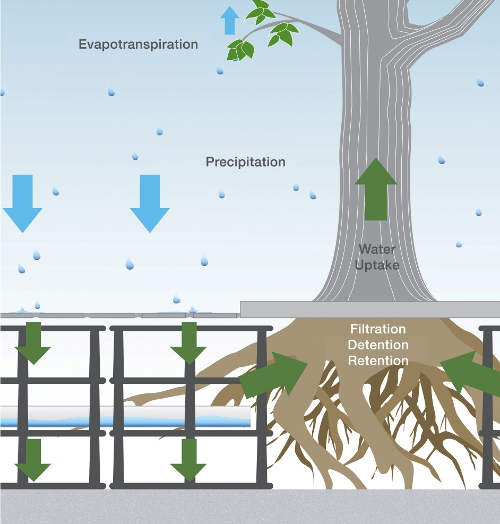 Evapotranspiration
Precipitation
Water
Uptake
Filtration
Detention
Retention